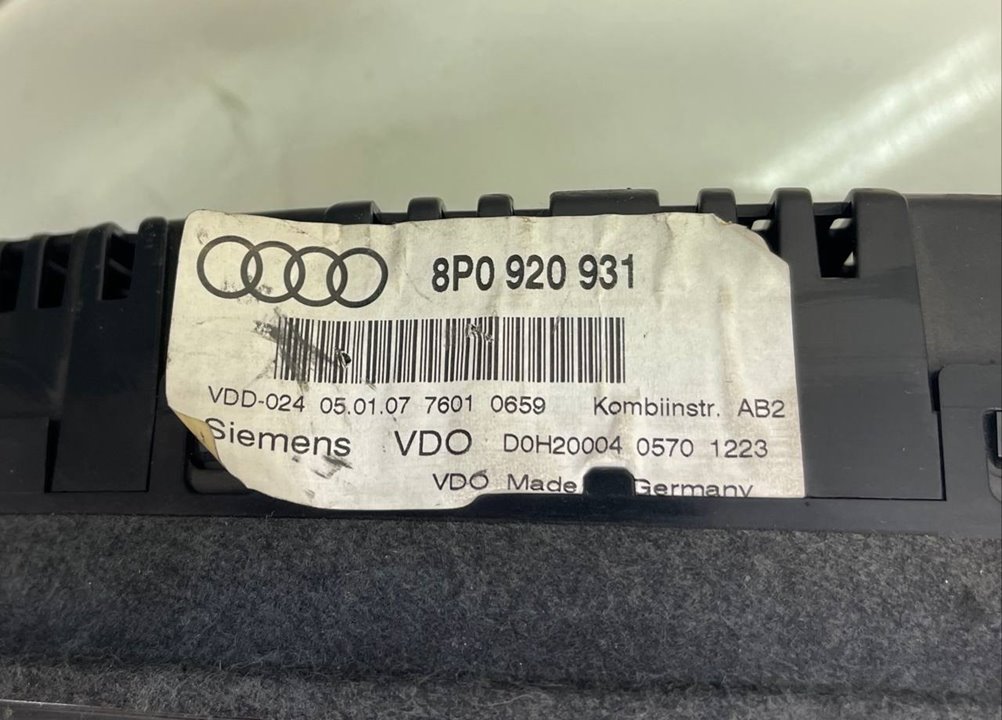 8P0 920 931
VDD-024 05.01.07 7601 0659 Kombiinstr. AB2
Siemens VDO D0H20004 0570 1223
VDO Made Germany